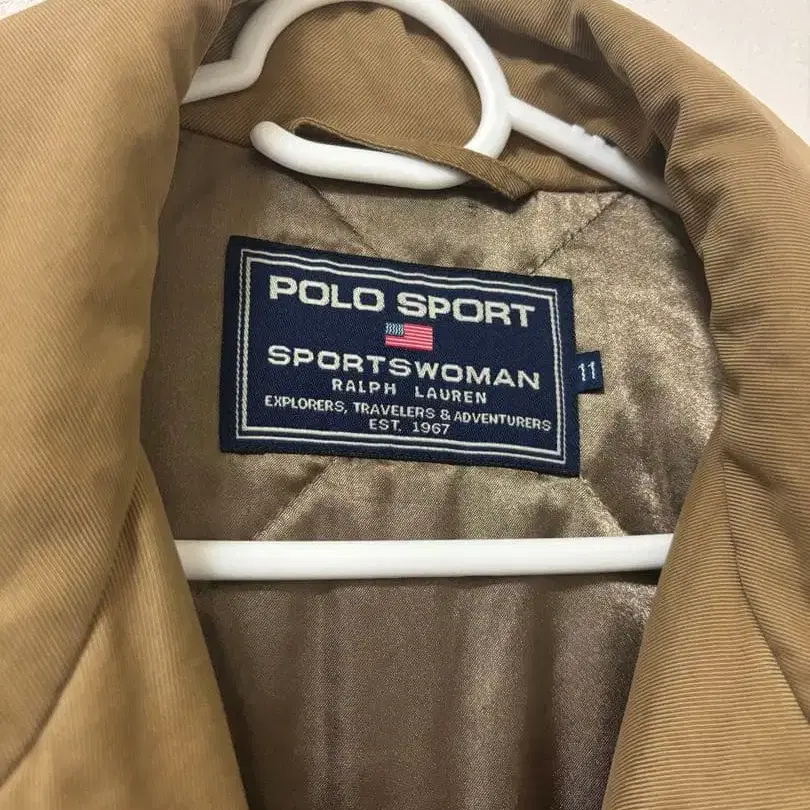 POLO SPORT
SPORTSWOMAN
RALPH LAUREN
EXPLORERS, TRAVELERS & ADVENTURERS
EST. 1967
11